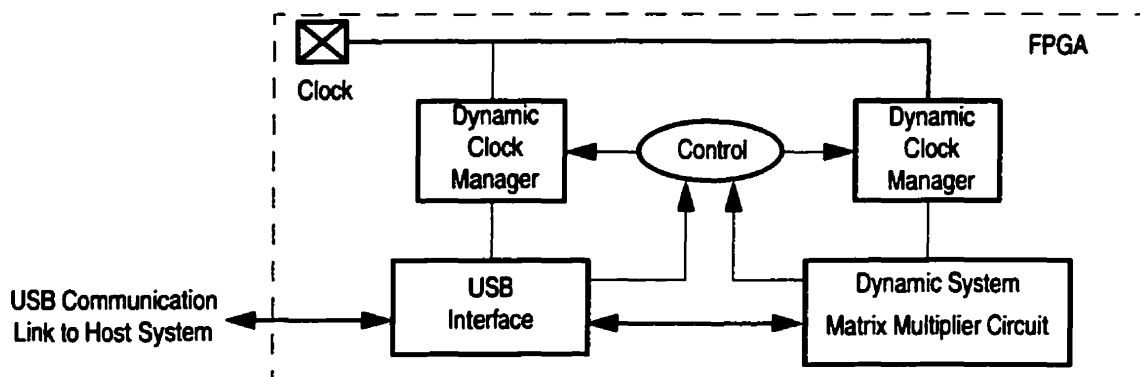 FPGA
Clock
Dynamic
Clock
Manager
Control
Dynamic
Clock
Manager
USB Communication
Link to Host System
USB
Interface
Dynamic System
Matrix Multiplier Circuit